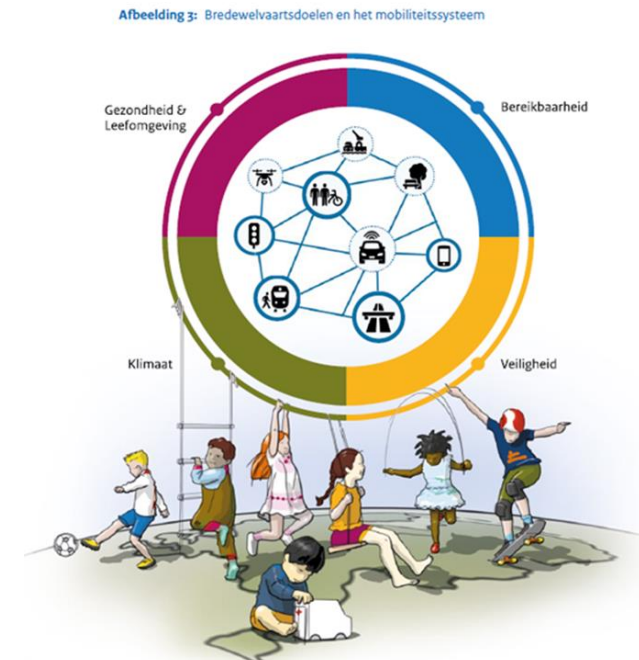 Afbeelding 3: Bredewelvaartsdoelen en het mobiliteitssysteem
Gezondheid &
Leefomgeving
Bereikbaarheid
Klimaat
Veiligheid